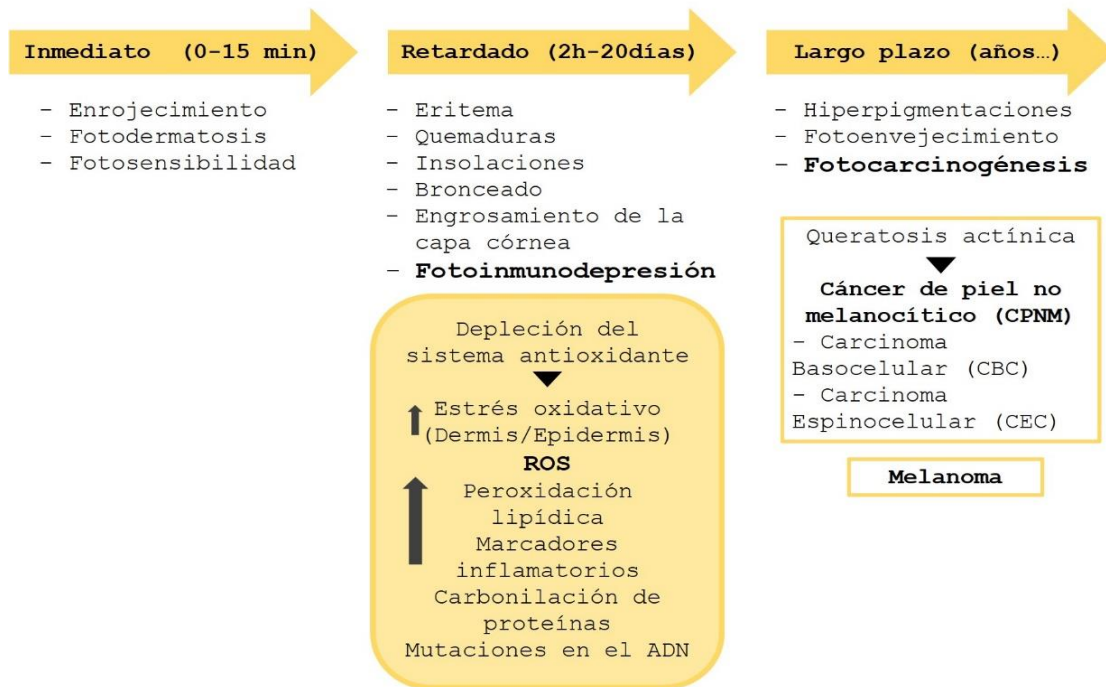 Inmediato (0-15 min)
- Enrojecimiento
- Fotodermatosis
- Fotosensibilidad
Retardado (2h-20días)
- Eritema
- Quemaduras
- Insolaciones
- Bronceado
- Engrosamiento de la
capa córnea
- Fotoinmunodepresión
Depleción del
sistema antioxidante
Estrés oxidativo
(Dermis/Epidermis)
ROS
Peroxidación
lipídica
Marcadores
inflamatorios
Carbonilación de
proteínas
Mutaciones en el ADN
Largo plazo (años…)
- Hiperpigmentaciones
- Fotoenvejecimiento
- Fotocarcinogénesis
Queratosis actínica
Cáncer de piel no
melanocítico (CPNM)
- Carcinoma
Basocelular (CBC)
- Carcinoma
Espinocelular (CEC)
Melanoma